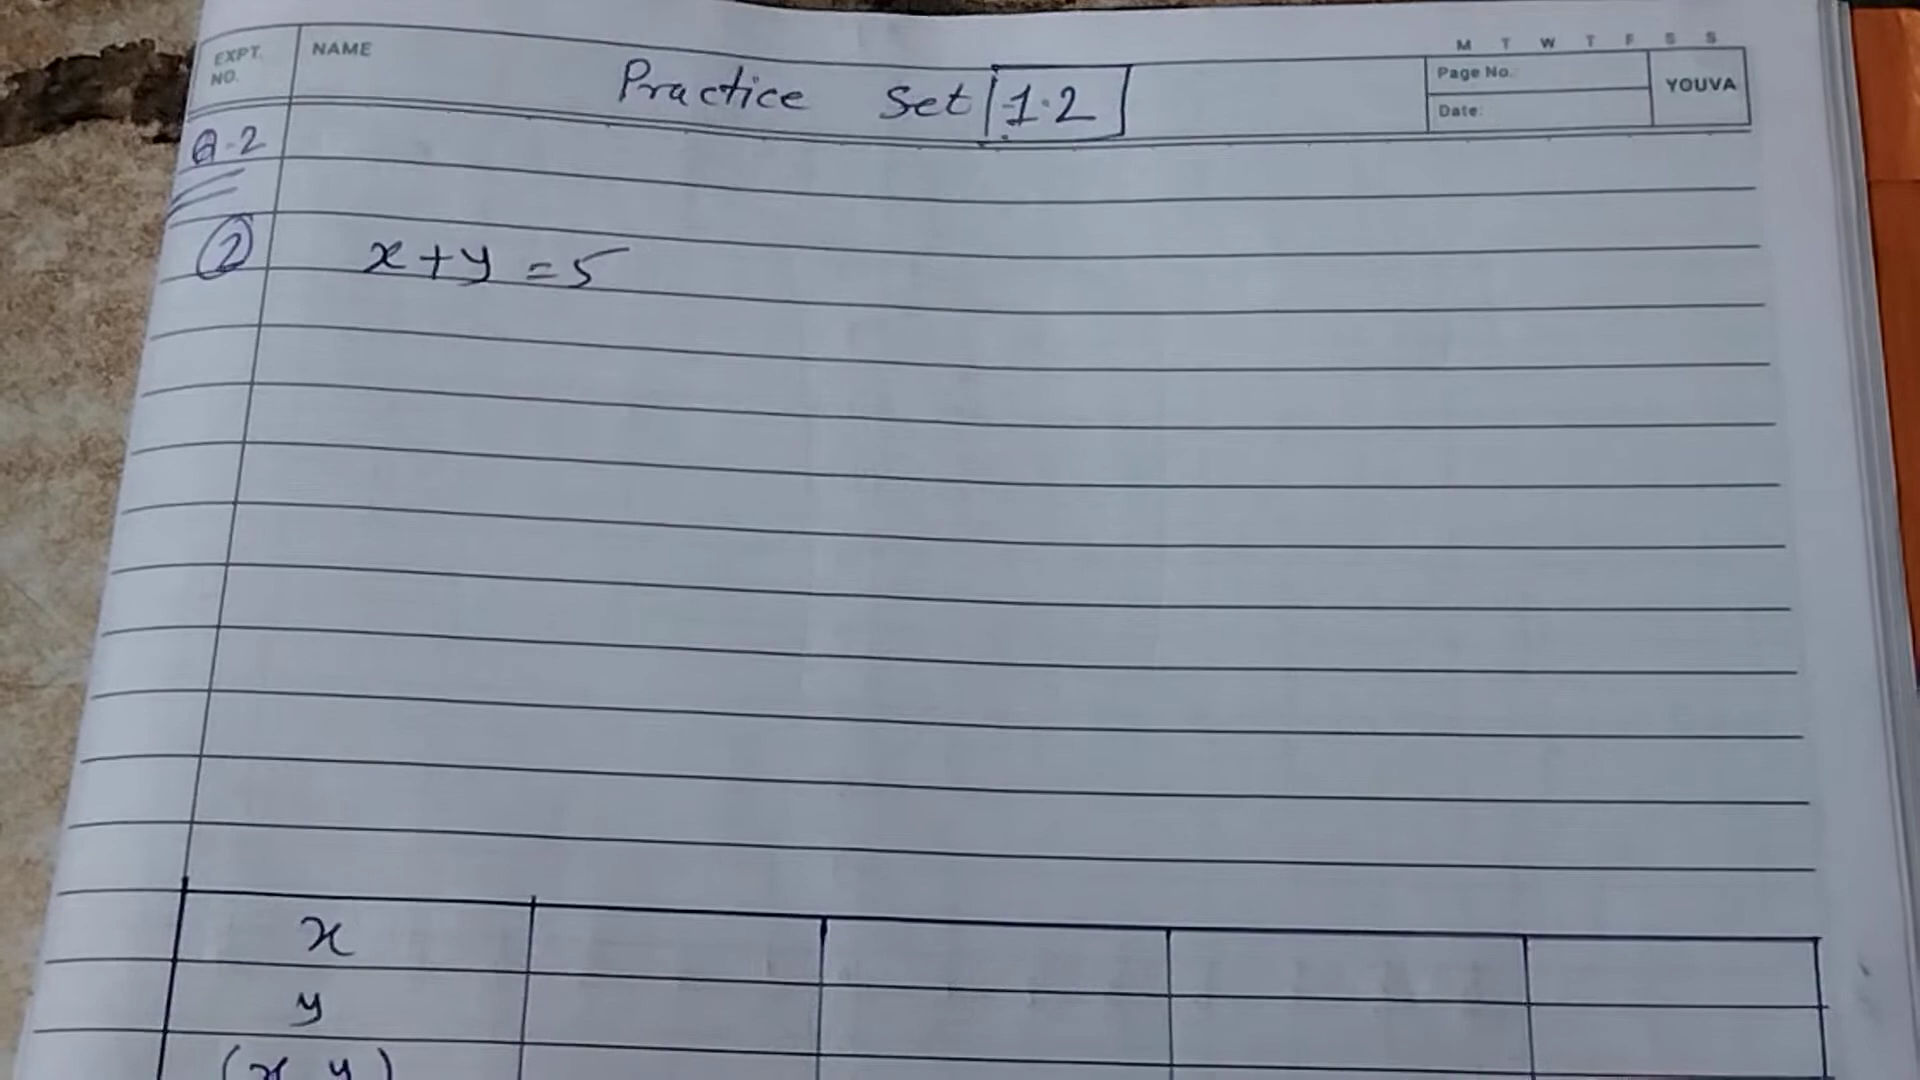 EXPT. NO.
NAME
Practice Set 1.2
M T W T F S S
Page No.
Date:
YOUVA
Q-2
② x+y=5
x
y
(x y)